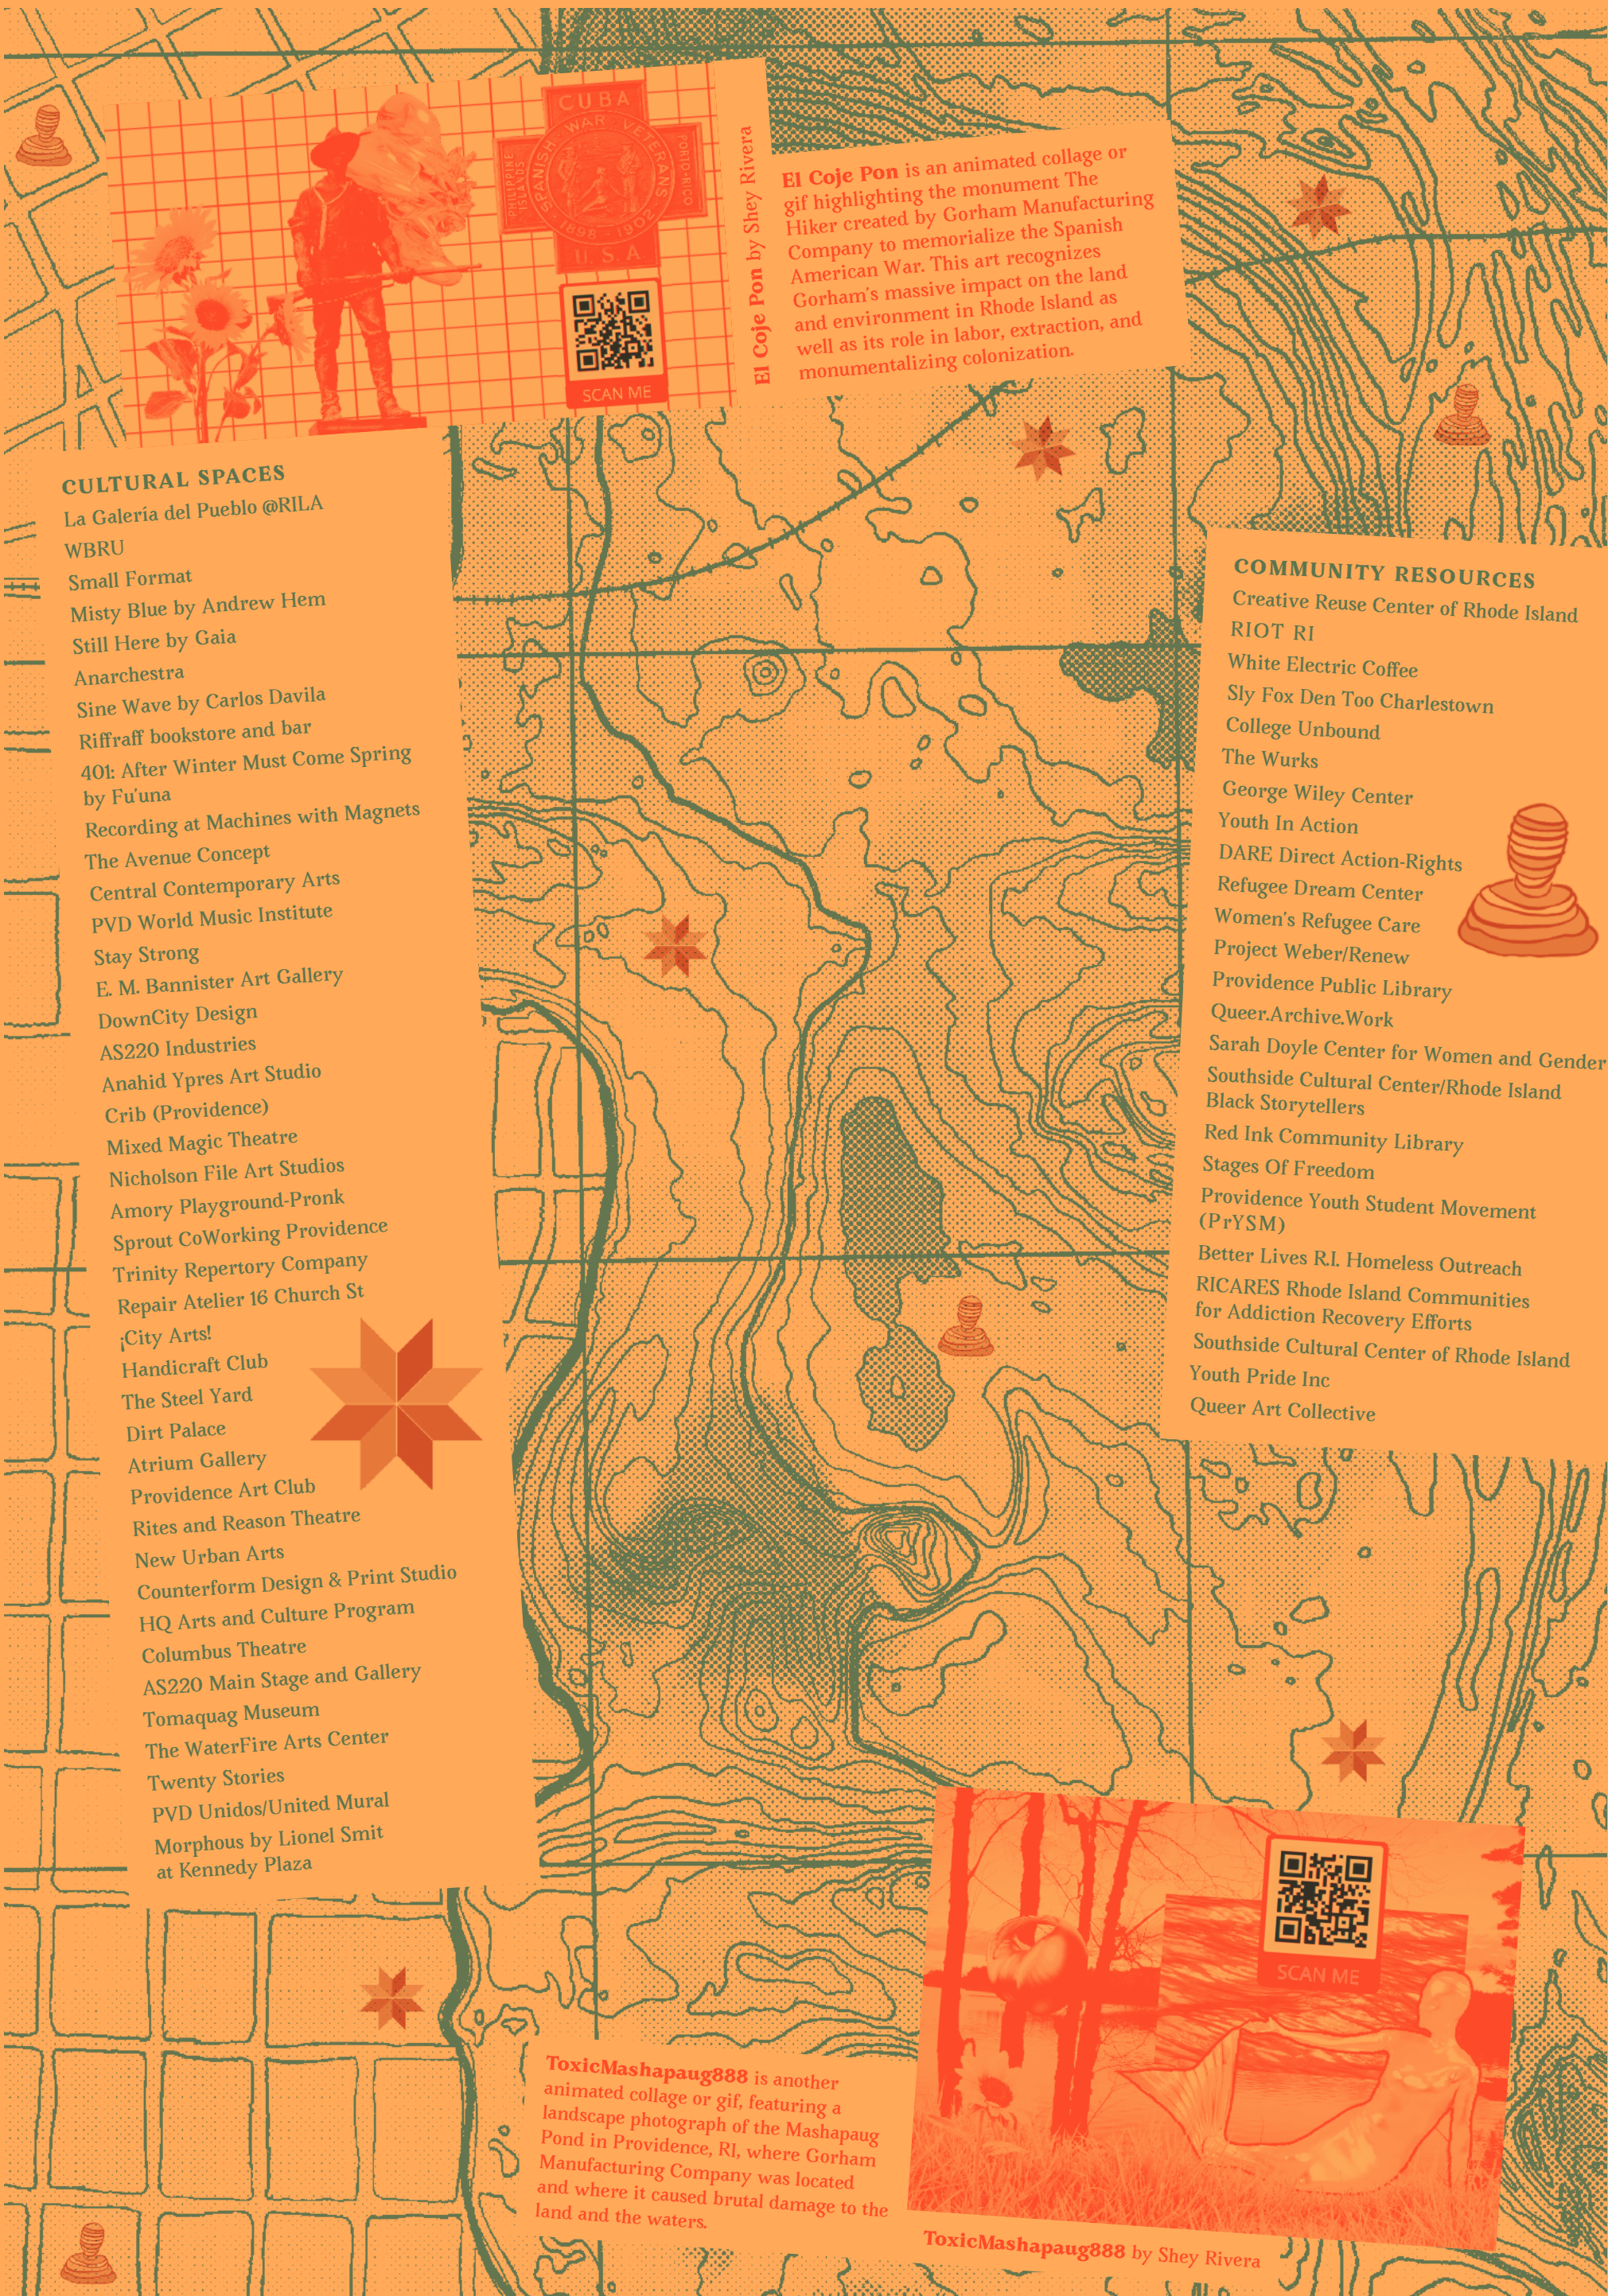 CUBA
SPANISH WAR VETERANS
PHILIPPINE
ISLANDS
PORTO-RICO
1898 - 1902
U.S.A
SCAN ME
El Coje Pon by Shey Rivera
El Coje Pon is an animated collage or
gif highlighting the monument The
Hiker created by Gorham Manufacturing
Company to memorialize the Spanish
American War. This art recognizes
Gorham's massive impact on the land
and environment in Rhode Island as
well as its role in labor, extraction, and
monumentalizing colonization.
CULTURAL SPACES
La Galería del Pueblo @RILA
WBRU
Small Format
Misty Blue by Andrew Hem
Still Here by Gaia
Anarchestra
Sine Wave by Carlos Davila
Riffraff bookstore and bar
401: After Winter Must Come Spring
by Fu'una
Recording at Machines with Magnets
The Avenue Concept
Central Contemporary Arts
PVD World Music Institute
Stay Strong
E. M. Bannister Art Gallery
DownCity Design
AS220 Industries
Anahid Ypres Art Studio
Crib (Providence)
Mixed Magic Theatre
Nicholson File Art Studios
Amory Playground-Pronk
Sprout CoWorking Providence
Trinity Repertory Company
Repair Atelier 16 Church St
¡City Arts!
Handicraft Club
The Steel Yard
Dirt Palace
Atrium Gallery
Providence Art Club
Rites and Reason Theatre
New Urban Arts
Counterform Design & Print Studio
HQ Arts and Culture Program
Columbus Theatre
AS220 Main Stage and Gallery
Tomaquag Museum
The WaterFire Arts Center
Twenty Stories
PVD Unidos/United Mural
Morphous by Lionel Smit
at Kennedy Plaza
COMMUNITY RESOURCES
Creative Reuse Center of Rhode Island
RIOT RI
White Electric Coffee
Sly Fox Den Too Charlestown
College Unbound
The Wurks
George Wiley Center
Youth In Action
DARE Direct Action-Rights
Refugee Dream Center
Women's Refugee Care
Project Weber/Renew
Providence Public Library
Queer.Archive.Work
Sarah Doyle Center for Women and Gender
Southside Cultural Center/Rhode Island
Black Storytellers
Red Ink Community Library
Stages Of Freedom
Providence Youth Student Movement
(PrYSM)
Better Lives R.I. Homeless Outreach
RICARES Rhode Island Communities
for Addiction Recovery Efforts
Southside Cultural Center of Rhode Island
Youth Pride Inc
Queer Art Collective
SCAN ME
ToxicMashapaug888 is another
animated collage or gif, featuring a
landscape photograph of the Mashapaug
Pond in Providence, RI, where Gorham
Manufacturing Company was located
and where it caused brutal damage to the
land and the waters.
ToxicMashapaug888 by Shey Rivera